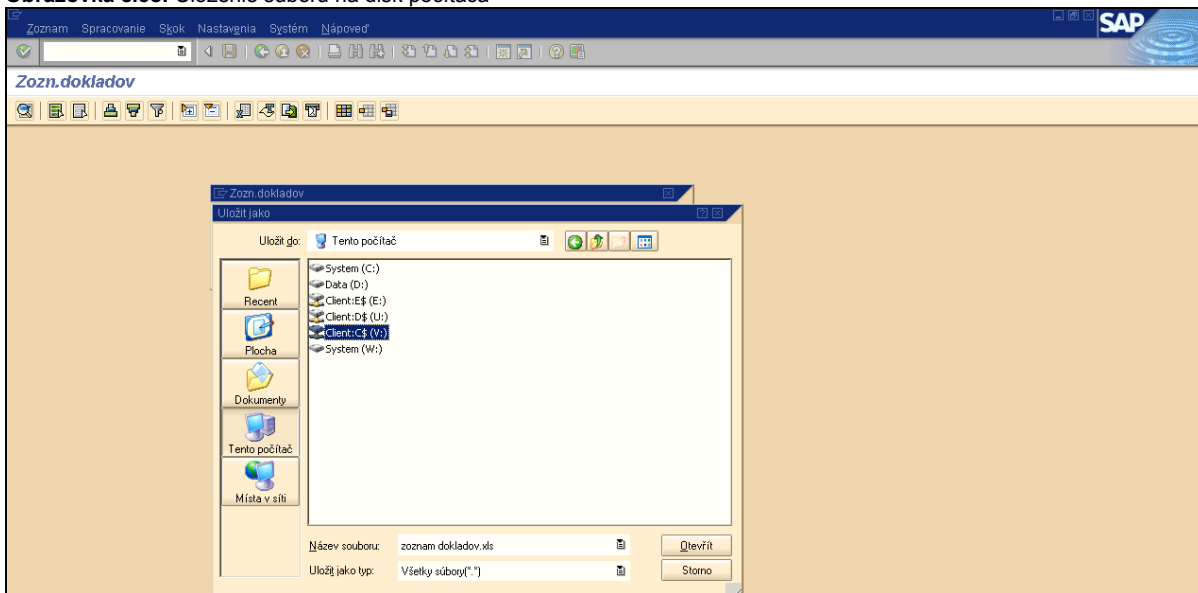 Zoznam Spracovanie Skok Nastavenia Systém Nápoveď
SAP
Zozn.dokladov
Zozn.dokladov
Uložit jako
Uložit do: Tento počítač
System (C:)
Data (D:)
Client:E$ (E:)
Client:D$ (U:)
Client:C$ (V:)
System (W:)
Recent
Plocha
Dokumenty
Tento počítač
Místa v síti
Název souboru: zoznam dokladov.xls Otevřít
Uložit jako typ: Všetky súbory(*.*) Storno